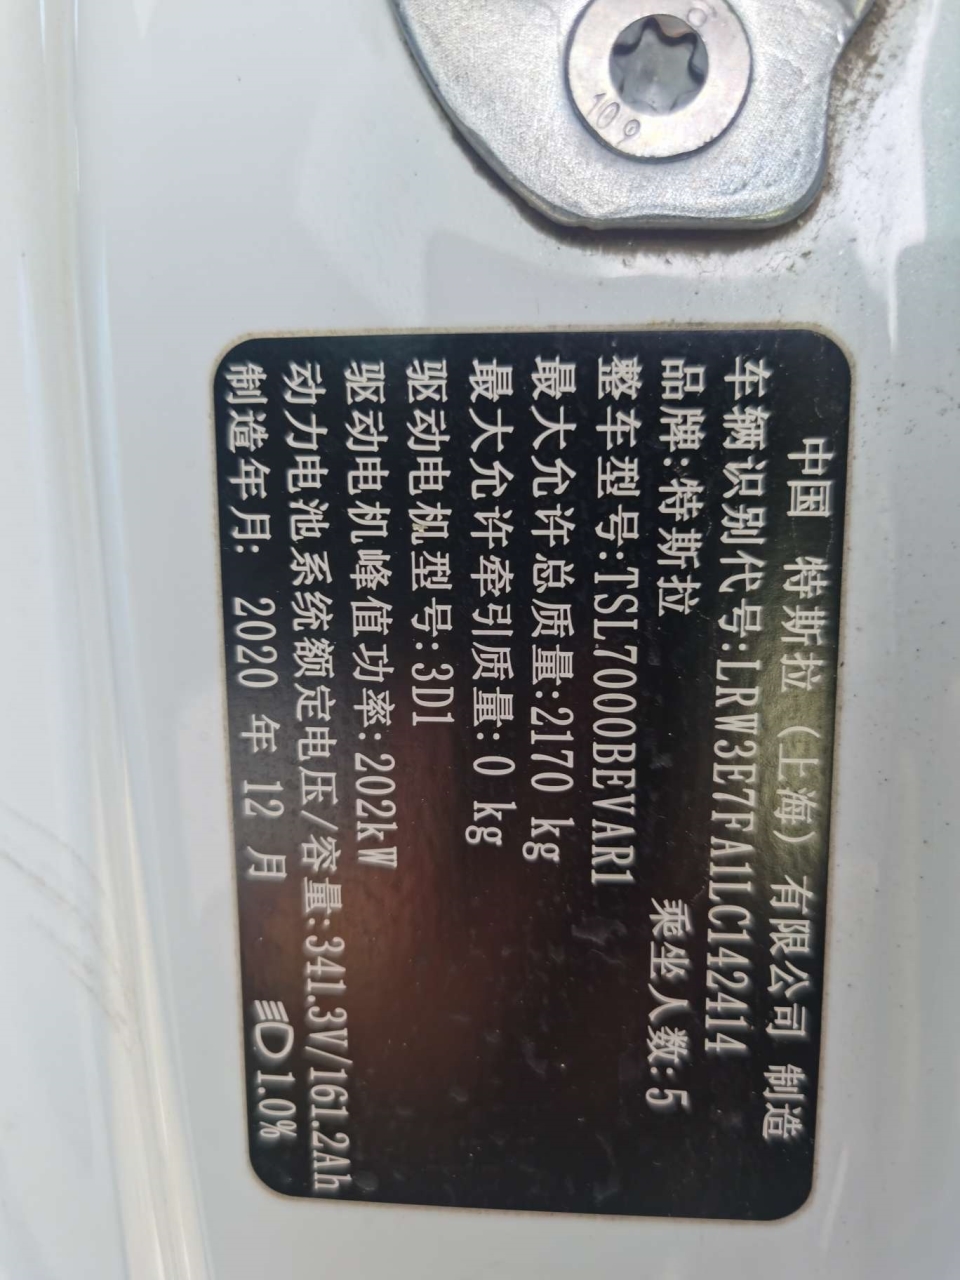 10.9
中国 特斯拉（上海）有限公司 制造
车辆识别代号:LRW3E7FA1LC142414
品牌:特斯拉 乘坐人数:5
整车型号:TSL7000BEVAR1
最大允许总质量:2170 kg
最大允许牵引质量:0 kg
驱动电机型号:3D1
驱动电机峰值功率:202kW
动力电池系统额定电压/容量:341.3V/161.2Ah
制造年月: 2020 年 12 月 1.0%